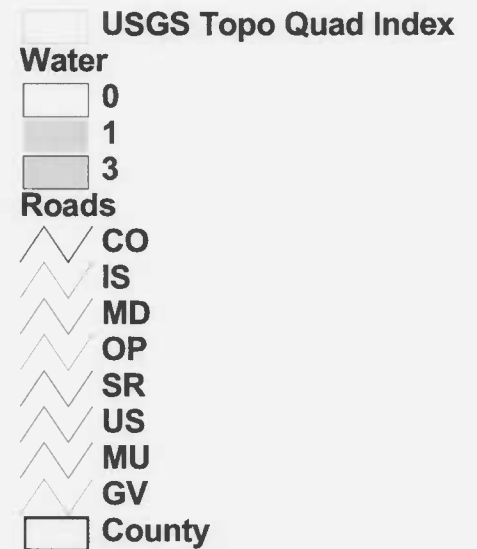 USGS Topo Quad Index
Water
0
1
3
Roads
CO
IS
MD
OP
SR
US
MU
GV
County